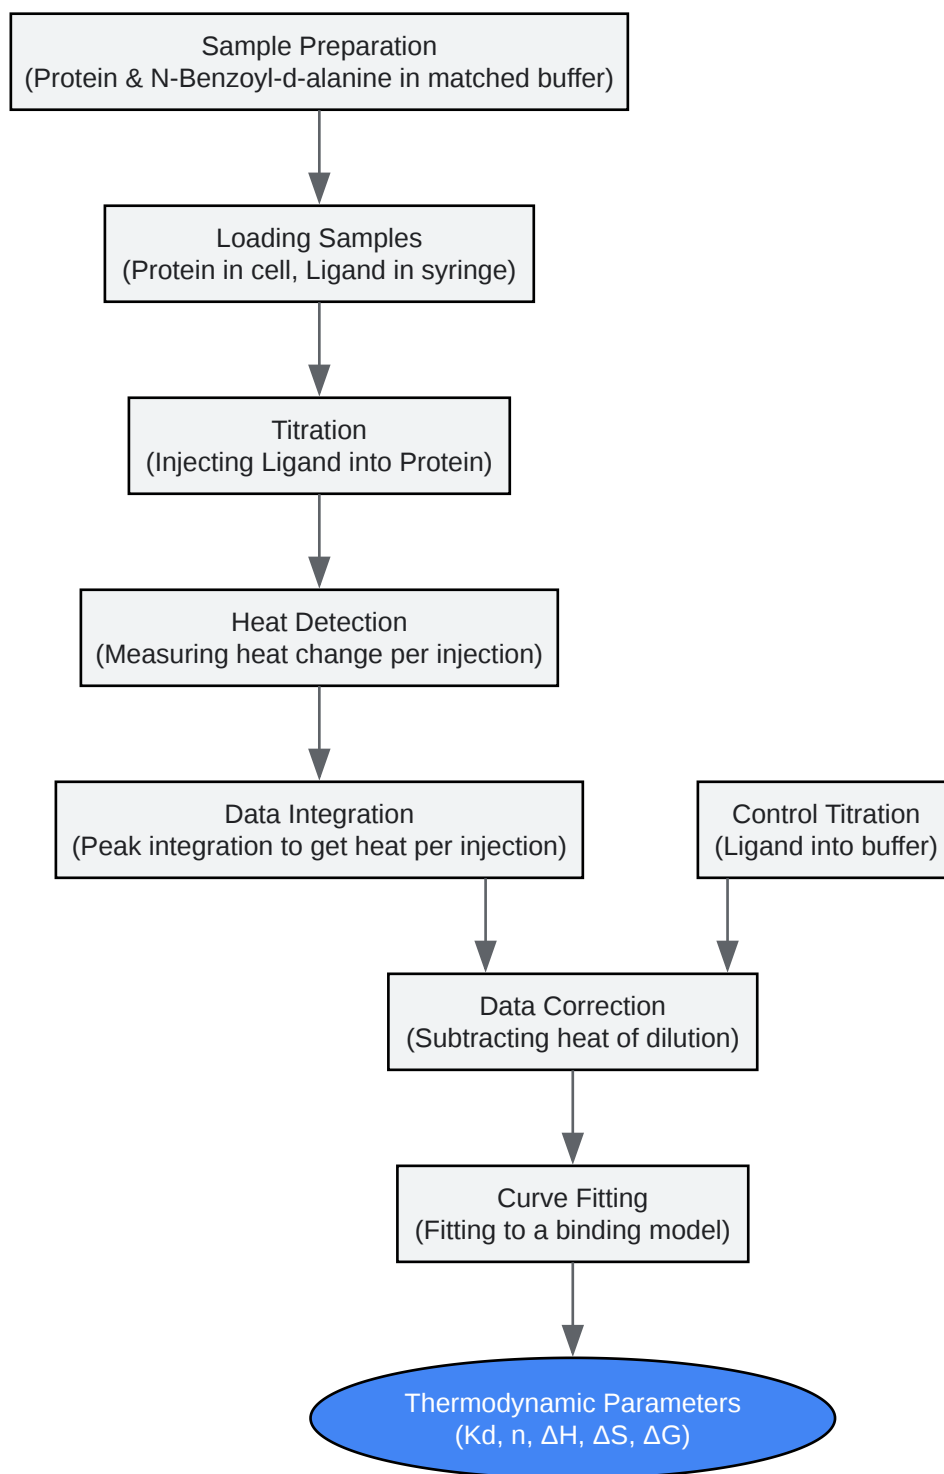 Sample Preparation
(Protein & N-Benzoyl-d-alanine in matched buffer)
Loading Samples
(Protein in cell, Ligand in syringe)
Titration
(Injecting Ligand into Protein)
Heat Detection
(Measuring heat change per injection)
Data Integration
(Peak integration to get heat per injection)
Control Titration
(Ligand into buffer)
Data Correction
(Subtracting heat of dilution)
Curve Fitting
(Fitting to a binding model)
Thermodynamic Parameters
(Kd, n, ΔH, ΔS, ΔG)